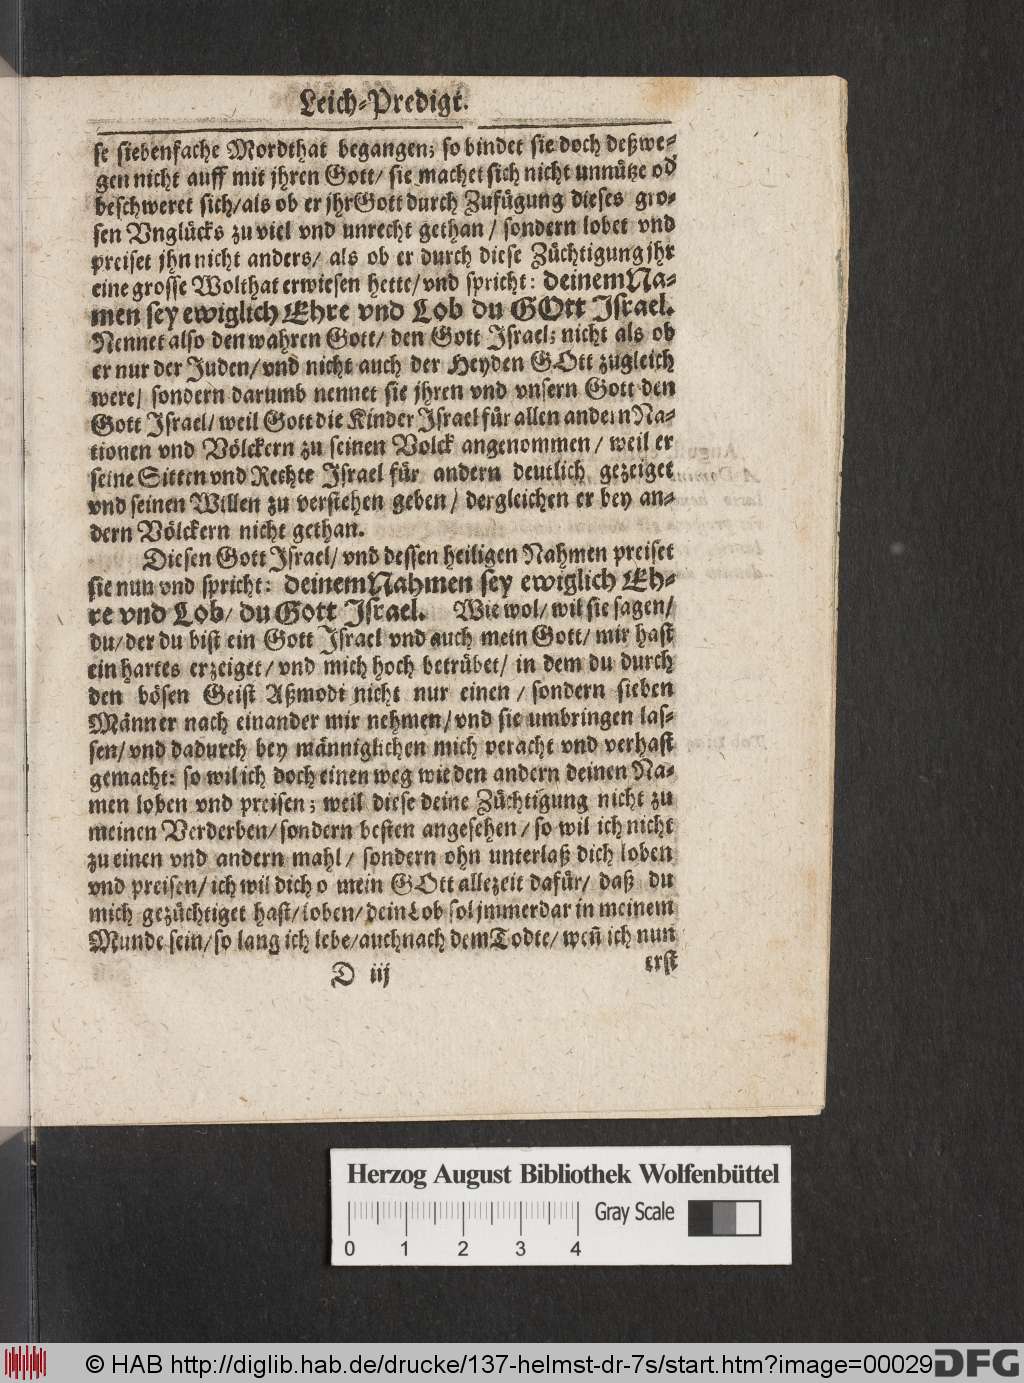 Leich-Predigt.
se siebenfache Mordthat begangen; so bindet sie doch deßwe-
gen nicht auff mit jhren Gott/ sie machet sich nicht unnütze od
beschweret sich/ als ob er jhr Gott durch Zufügung dieses gro-
sen Vnglücks zu viel vnd unrecht gethan/ sondern lobet vnd
preiset jhn nicht anders/ als ob er durch diese Züchtigung jhr
eine grosse Wolthat erwiesen hette/ vnd spricht: deinem Na-
men sey ewiglich Ehre vnd Lob du GOtt Israel.
Nennet also den wahren Gott/ den Gott Israel; nicht als ob
er nur der Juden/ vnd nicht auch der Heyden GOtt zugleich
were/ sondern darumb nennet sie jhren vnd vnsern Gott den
Gott Israel/ weil Gott die Kinder Israel für allen andern Na-
tionen vnd Völckern zu seinen Volck angenommen/ weil er
seine Sitten vnd Rechte Israel für andern deutlich gezeiget
vnd seinen Willen zu verstehen geben/ dergleichen er bey an-
dern Völckern nicht gethan.
Diesen Gott Israel/ vnd dessen heiligen Nahmen preiset
sie nun vnd spricht: deinem Nahmen sey ewiglich Eh-
re vnd Lob/ du Gott Israel. Wie wol/ wil sie sagen/
du/ der du bist ein Gott Israel vnd auch mein Gott/ mir hast
ein hartes erzeiget/ vnd mich hoch betrübet/ in dem du durch
den bösen Geist Aßmodi nicht nur einen/ sondern sieben
Männer nach einander mir nehmen/ vnd sie umbringen las-
sen/ vnd dadurch bey männiglichen mich veracht vnd verhast
gemacht: so wil ich doch einen weg wie den andern deinen Na-
men loben vnd preisen; weil diese deine Züchtigung nicht zu
meinen Verderben/ sondern besten angesehen/ so wil ich nicht
zu einen vnd andern mahl/ sondern ohn unterlaß dich loben
vnd preisen/ ich wil dich o mein GOtt allezeit dafür/ daß du
mich gezüchtiget hast/ loben/ dein Lob sol jmmerdar in meinem
Munde sein/ so lang ich lebe/ auch nach dem Todte/ weñ ich nun
D iij
erst
Herzog August Bibliothek Wolfenbüttel
Gray Scale
0 1 2 3 4
© HAB http://diglib.hab.de/drucke/137-helmst-dr-7s/start.htm?image=00029
DFG